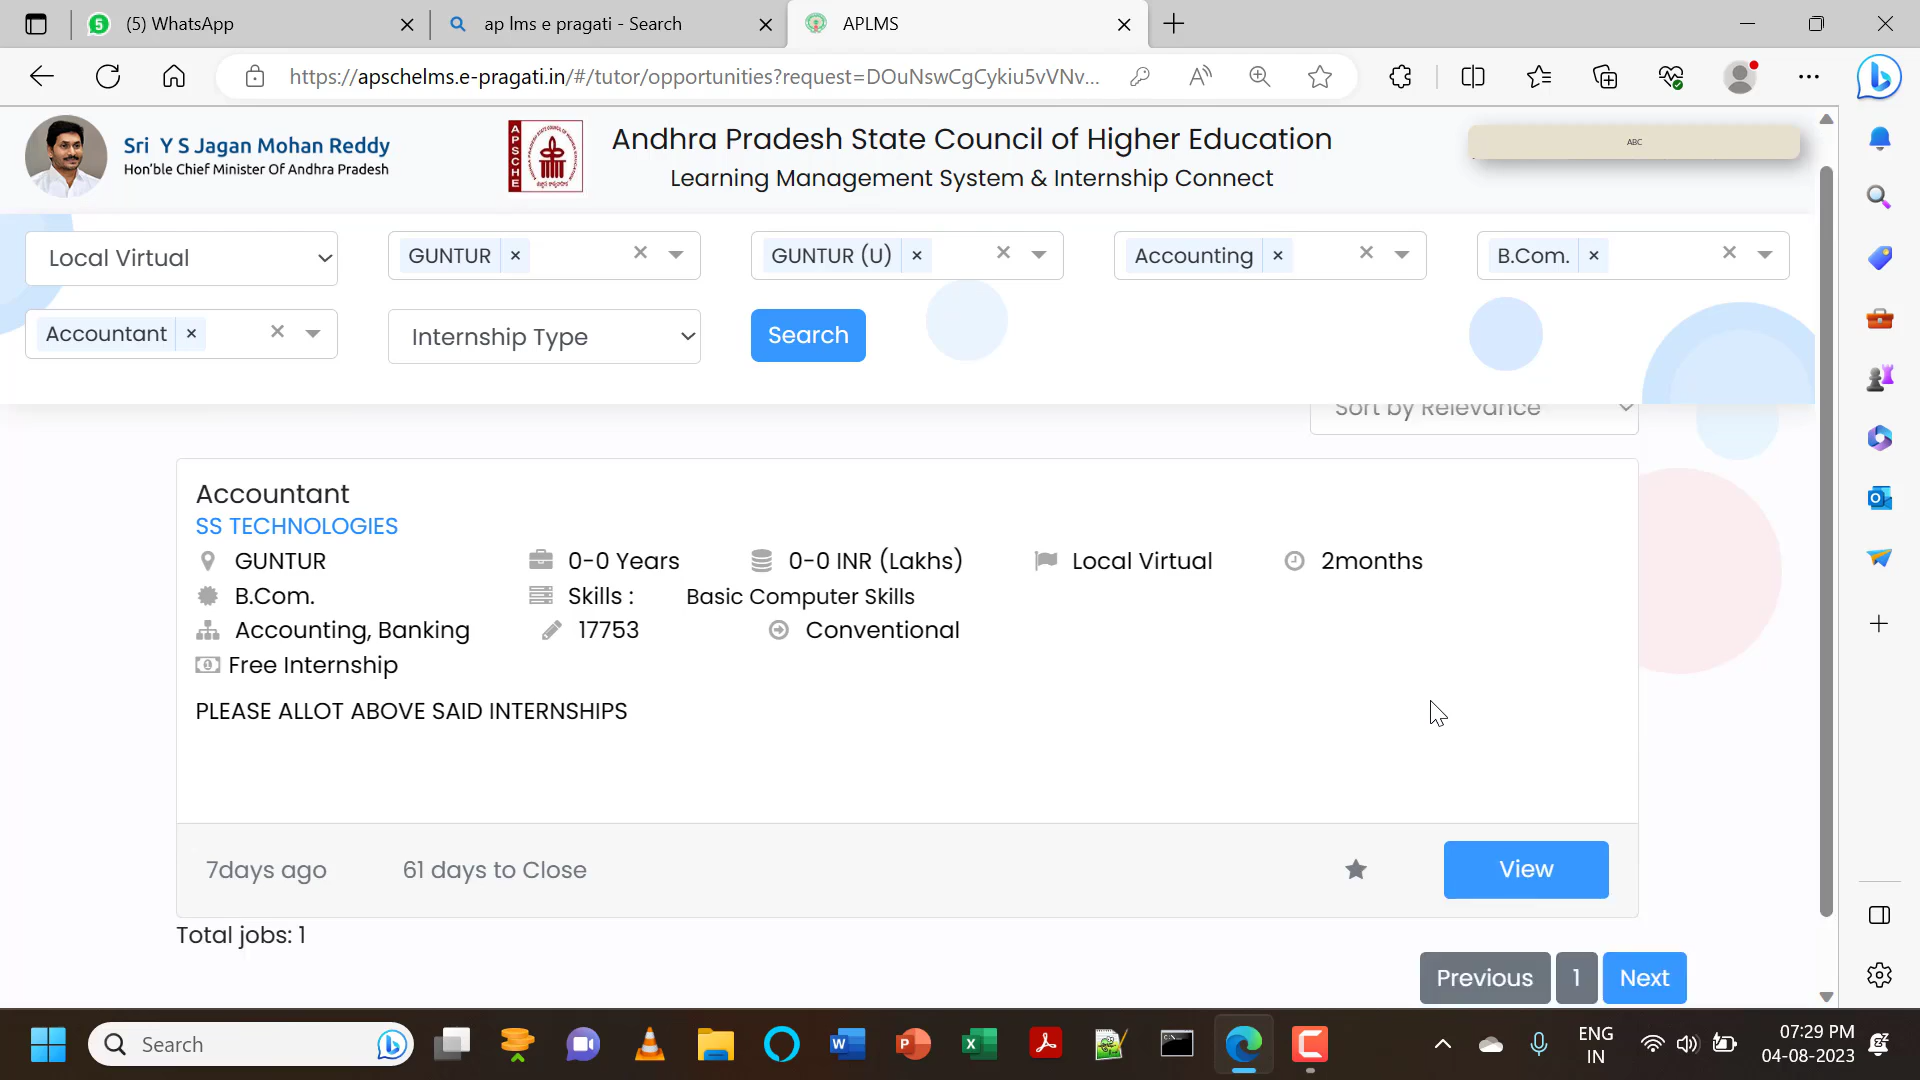 (5) WhatsApp
ap lms e pragati - Search
APLMS
https://apschelms.e-pragati.in/#/tutor/opportunities?request=DOuNswCgCykiu5vVNv...
Sri Y S Jagan Mohan Reddy
Hon'ble Chief Minister Of Andhra Pradesh
APSCHE
Andhra Pradesh State Council of Higher Education
Learning Management System & Internship Connect
ABC
Local Virtual
GUNTUR ×
GUNTUR (U) ×
Accounting ×
B.Com. ×
Accountant ×
Internship Type
Search
Sort by Relevance
Accountant
SS TECHNOLOGIES
GUNTUR
0-0 Years
0-0 INR (Lakhs)
Local Virtual
2months
B.Com.
Skills :
Basic Computer Skills
Accounting, Banking
17753
Conventional
Free Internship
PLEASE ALLOT ABOVE SAID INTERNSHIPS
7days ago
61 days to Close
View
Total jobs: 1
Previous
1
Next
Search
ENG
IN
07:29 PM
04-08-2023